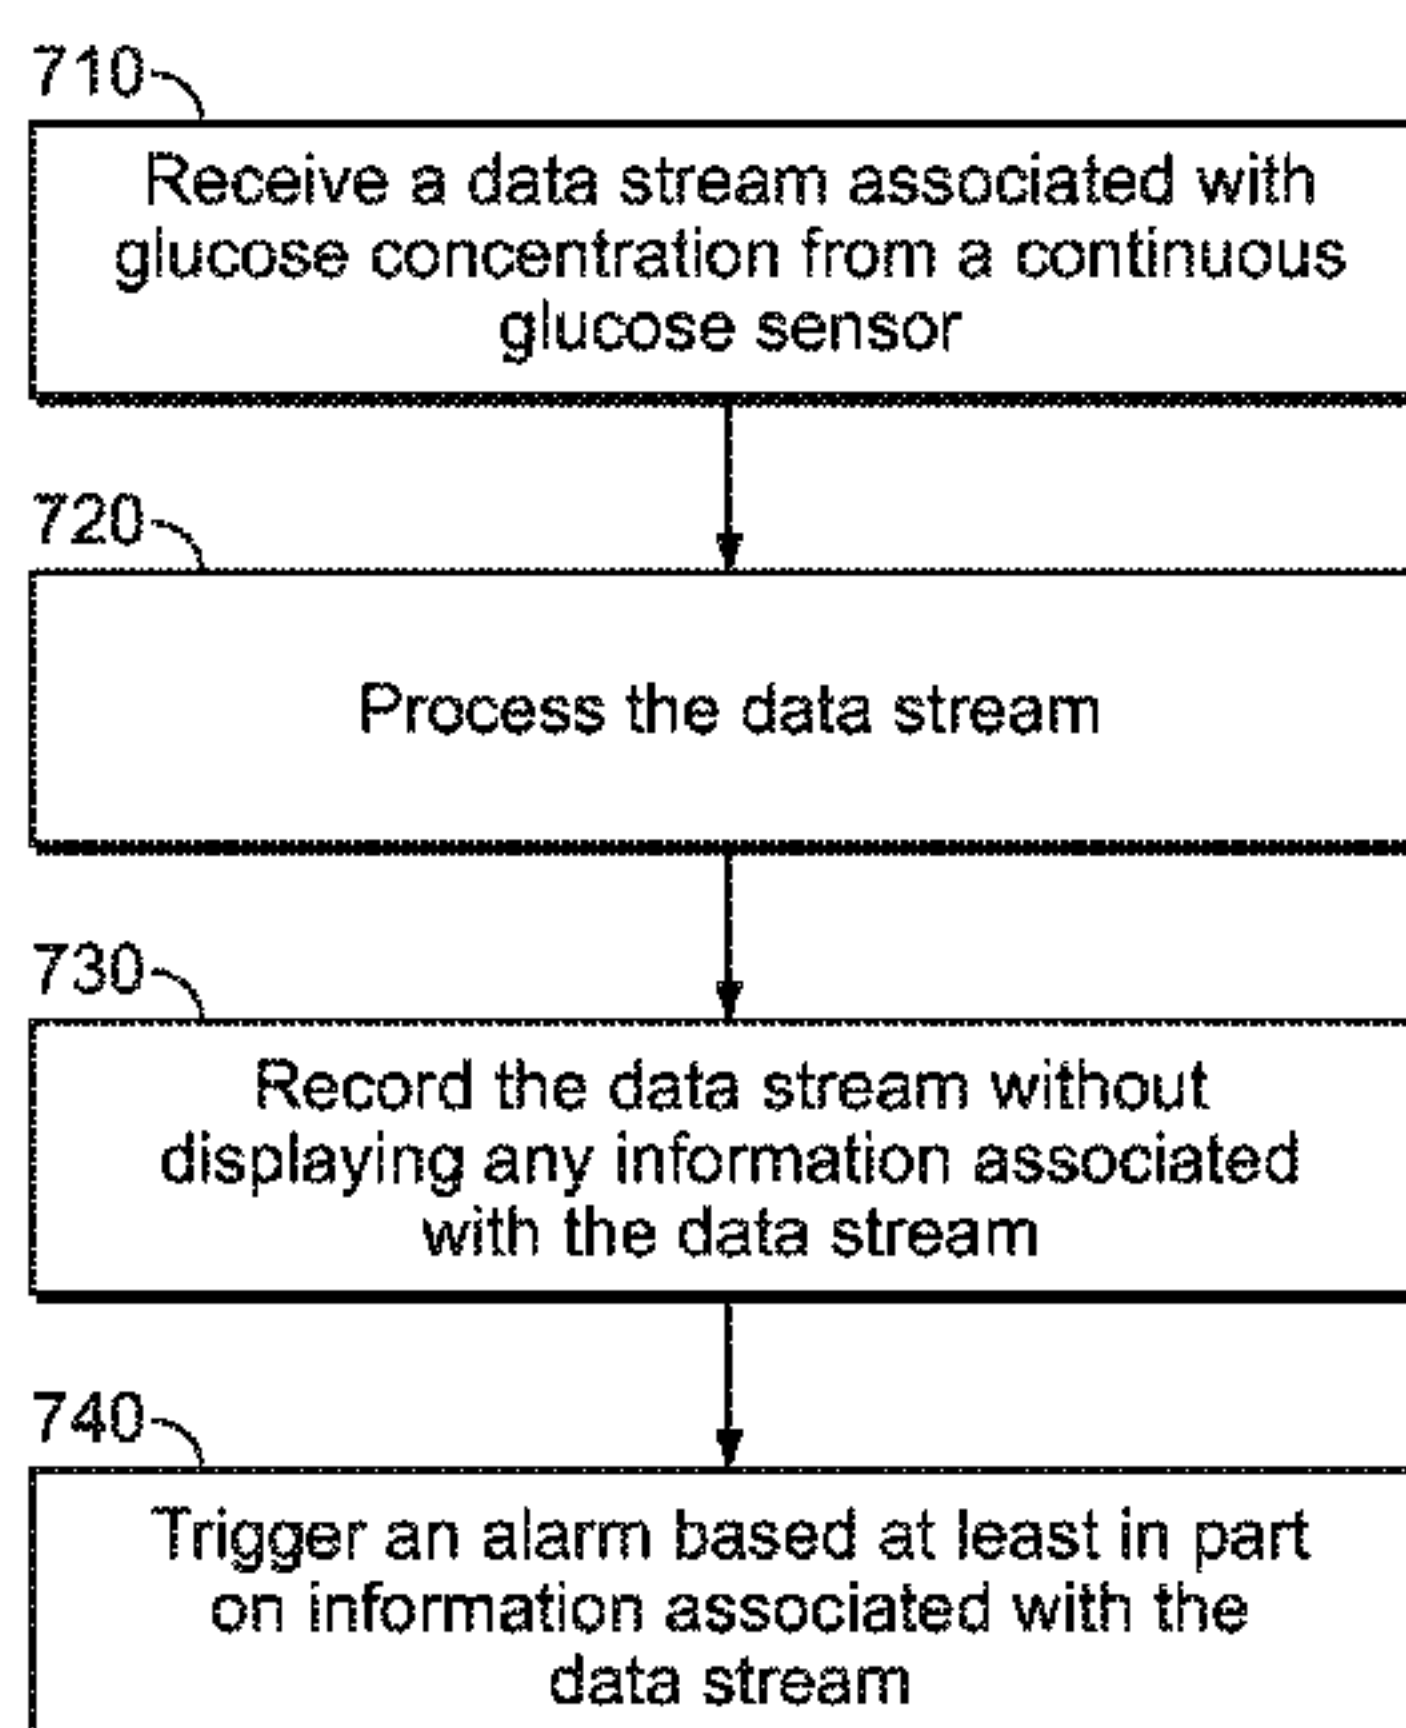 710
Receive a data stream associated with
glucose concentration from a continuous
glucose sensor
720
Process the data stream
730
Record the data stream without
displaying any information associated
with the data stream
740
Trigger an alarm based at least in part
on information associated with the
data stream